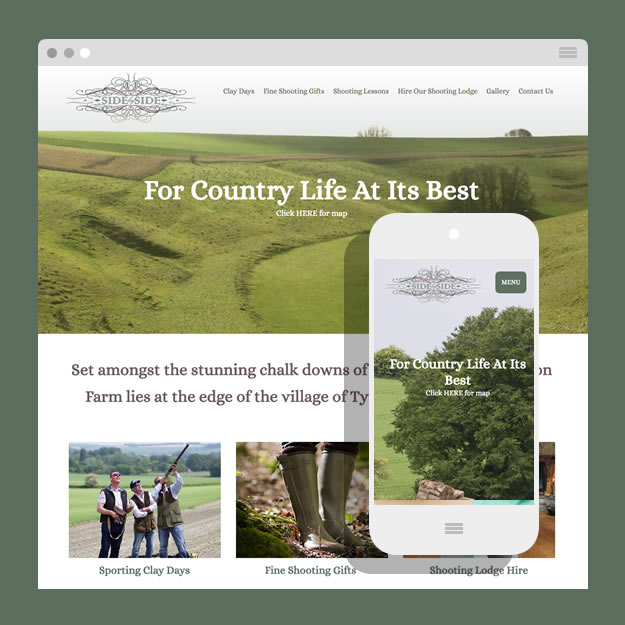 SIDE by SIDE
Clay Days Fine Shooting Gifts Shooting Lessons Hire Our Shooting Lodge Gallery Contact Us
For Country Life At Its Best
Click HERE for map
Set amongst the stunning chalk downs of
on
Farm lies at the edge of the village of Ty
Sporting Clay Days
Fine Shooting Gifts
Shooting Lodge Hire
SIDE by SIDE
MENU
For Country Life At Its
Best
Click HERE for map